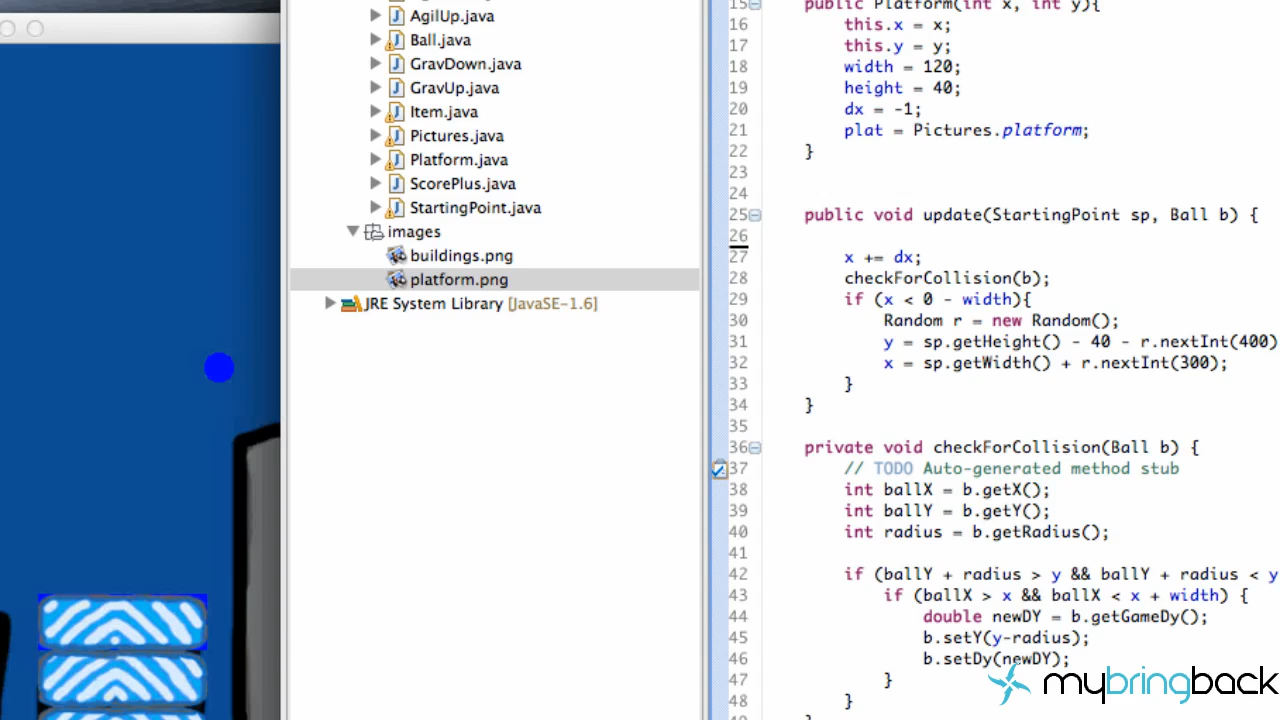 AgilUp.java
Ball.java
GravDown.java
GravUp.java
Item.java
Pictures.java
Platform.java
ScorePlus.java
StartingPoint.java
images
buildings.png
platform.png
JRE System Library [JavaSE-1.6]
15 public Platform(int x, int y){
16 this.x = x;
17 this.y = y;
18 width = 120;
19 height = 40;
20 dx = -1;
21 plat = Pictures.platform;
22 }
23
24
25 public void update(StartingPoint sp, Ball b) {
26
27 x += dx;
28 checkForCollision(b);
29 if (x < 0 - width){
30 Random r = new Random();
31 y = sp.getHeight() - 40 - r.nextInt(400)
32 x = sp.getWidth() + r.nextInt(300);
33 }
34 }
35
36 private void checkForCollision(Ball b) {
37 // TODO Auto-generated method stub
38 int ballX = b.getX();
39 int ballY = b.getY();
40 int radius = b.getRadius();
41
42 if (ballY + radius > y && ballY + radius < y
43 if (ballX > x && ballX < x + width) {
44 double newDY = b.getGameDy();
45 b.setY(y-radius);
46 b.setDy(newDY);
47 }
48 }
mybringback